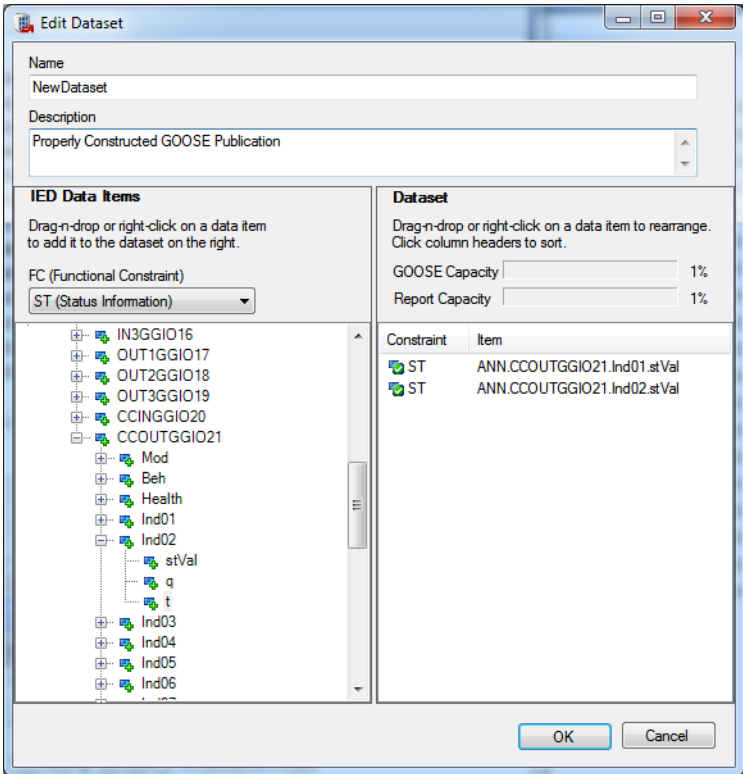 Edit Dataset
Name
NewDataset
Description
Properly Constructed GOOSE Publication
IED Data Items
Drag-n-drop or right-click on a data item
to add it to the dataset on the right.
FC (Functional Constraint)
ST (Status Information)
IN3GGIO16
OUT1GGIO17
OUT2GGIO18
OUT3GGIO19
CCINGGIO20
CCOUTGGIO21
Mod
Beh
Health
Ind01
Ind02
stVal
q
t
Ind03
Ind04
Ind05
Ind06
Dataset
Drag-n-drop or right-click on a data item to rearrange.
Click column headers to sort.
GOOSE Capacity 1%
Report Capacity 1%
Constraint Item
ST ANN.CCOUTGGIO21.Ind01.stVal
ST ANN.CCOUTGGIO21.Ind02.stVal
OK Cancel